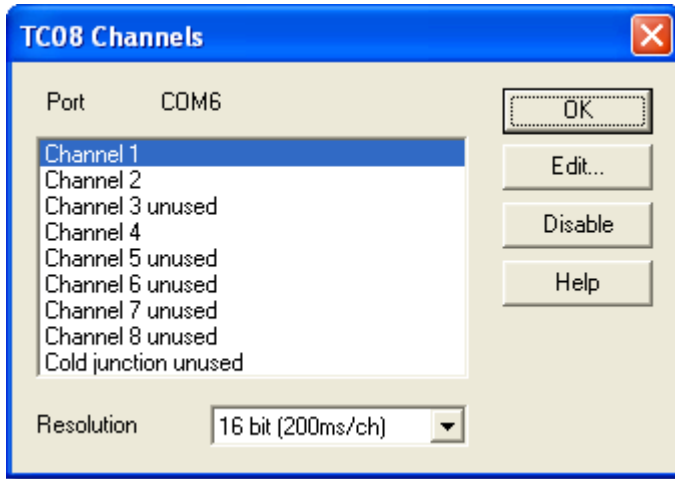 TC08 Channels
Port COM6
OK
Channel 1
Channel 2
Channel 3 unused
Channel 4
Channel 5 unused
Channel 6 unused
Channel 7 unused
Channel 8 unused
Cold junction unused
Edit...
Disable
Help
Resolution 16 bit (200ms/ch)